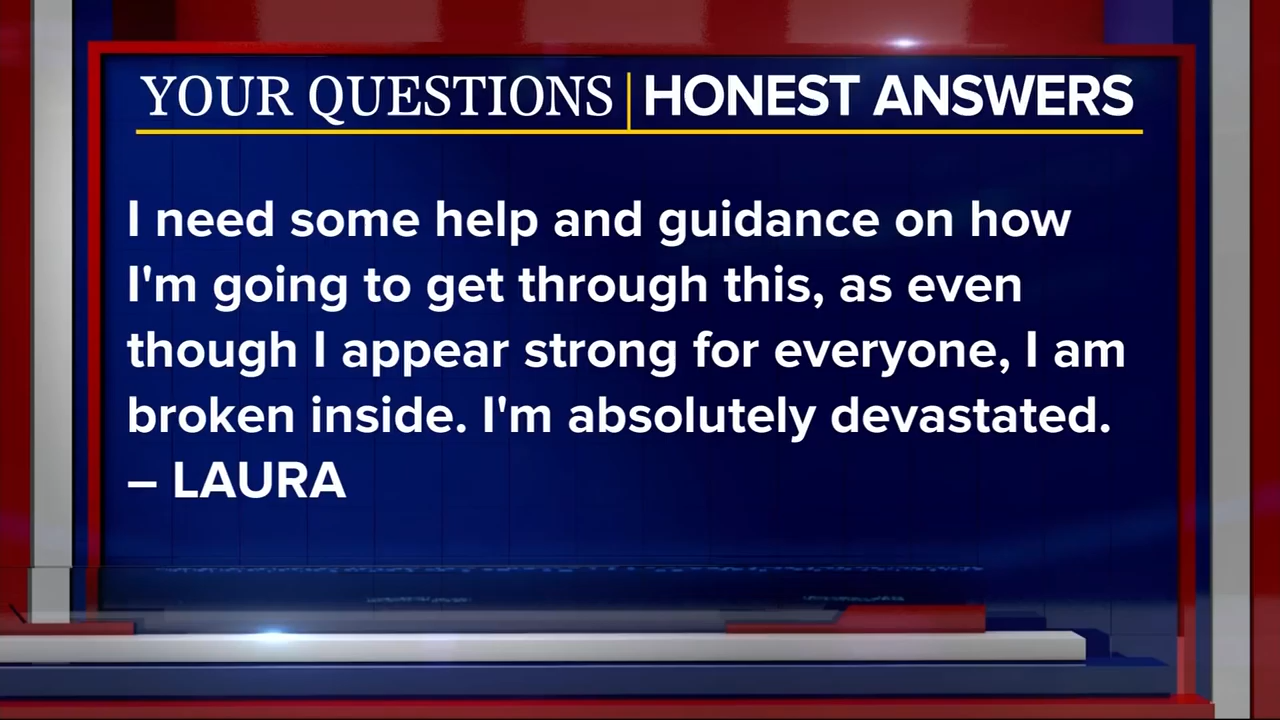 YOUR QUESTIONS | HONEST ANSWERS
I need some help and guidance on how
I'm going to get through this, as even
though I appear strong for everyone, I am
broken inside. I'm absolutely devastated.
– LAURA